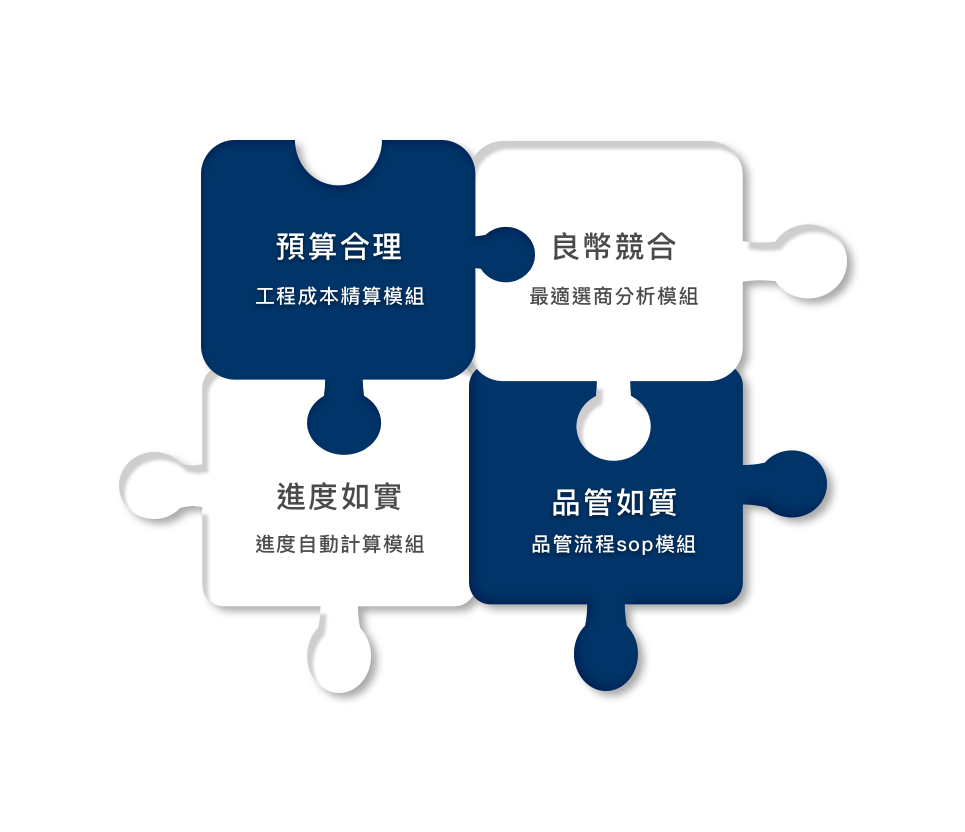 預算合理
工程成本精算模組
良幣競合
最適選商分析模組
進度如實
進度自動計算模組
品管如質
品管流程sop模組